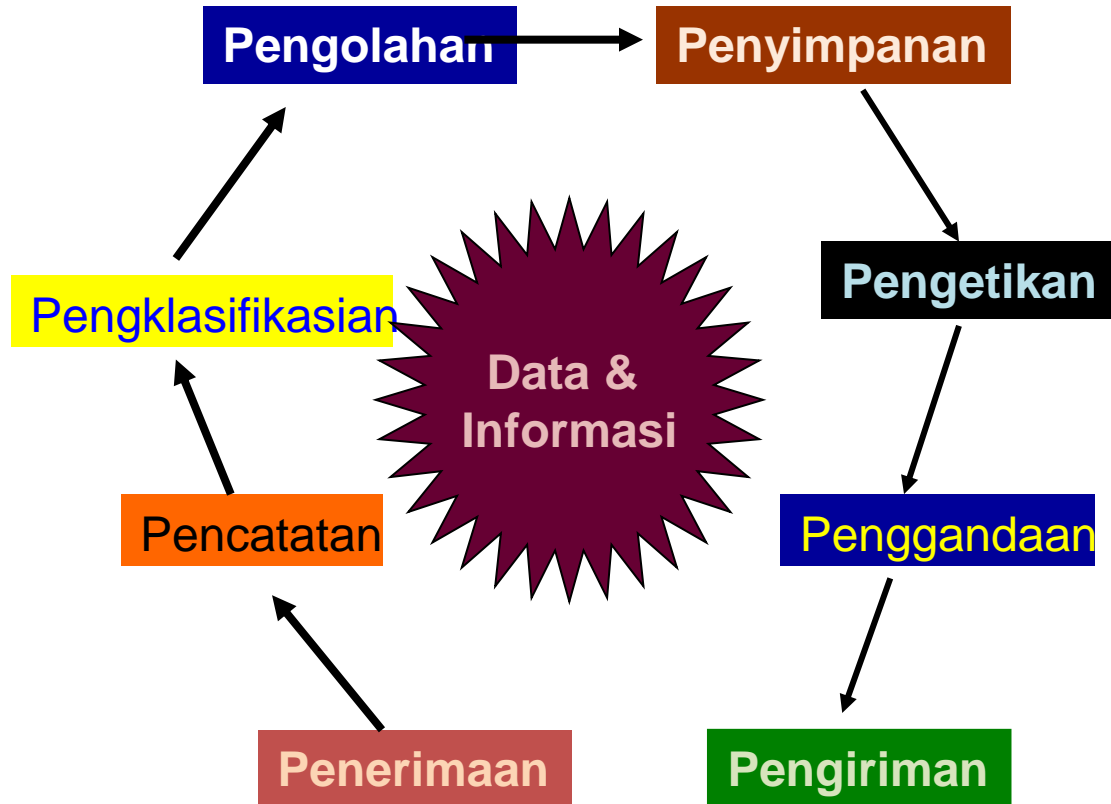 Pengolahan
Penyimpanan
Pengklasifikasian
Pengetikan
Data &
Informasi
Pencatatan
Penggandaan
Penerimaan
Pengiriman